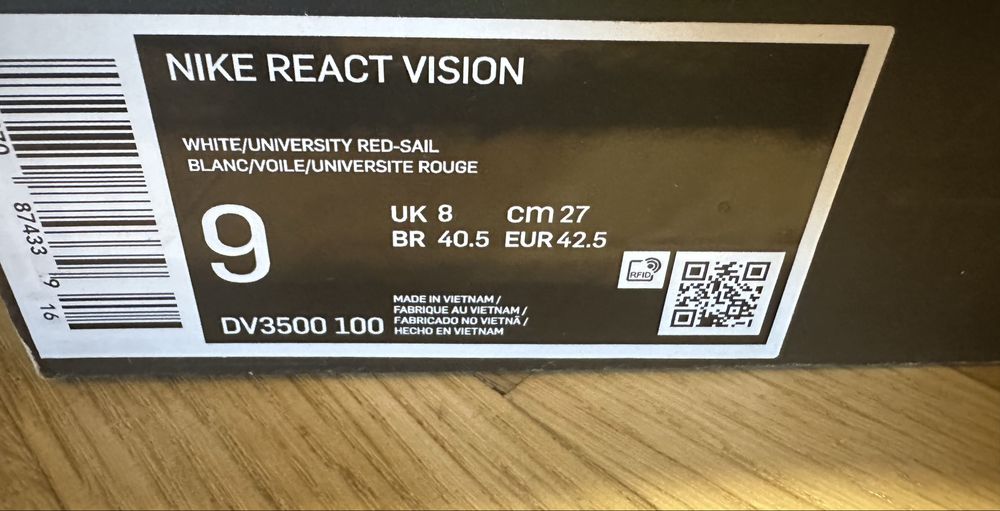 NIKE REACT VISION
WHITE/UNIVERSITY RED-SAIL
BLANC/VOILE/UNIVERSITE ROUGE
9
UK 8 cm 27
BR 40.5 EUR 42.5
RFID
DV3500 100
MADE IN VIETNAM /
FABRIQUE AU VIETNAM /
FABRICADO NO VIETNÃ /
HECHO EN VIETNAM
87433 9 16